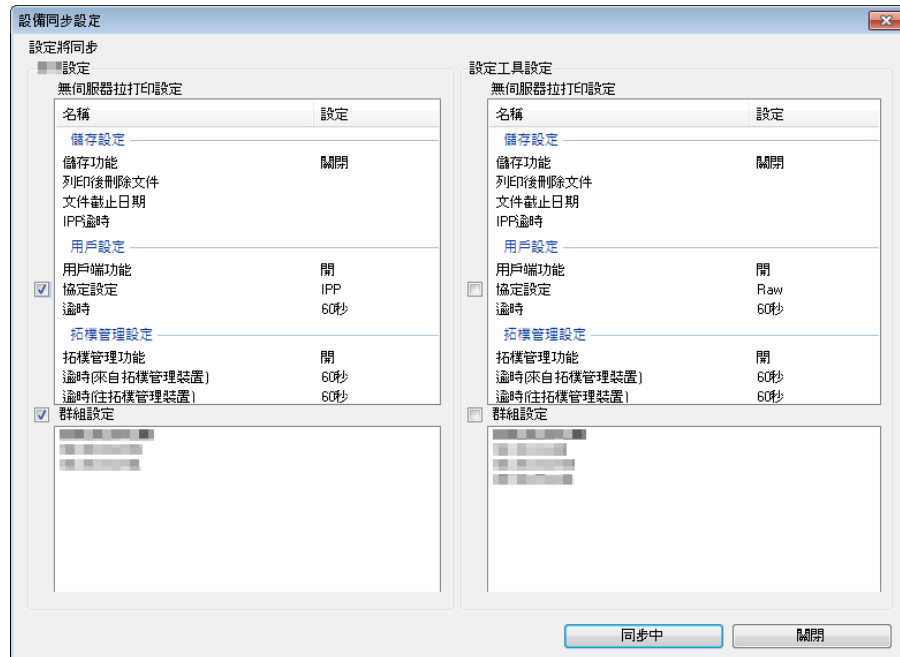 設備同步設定
設定將同步
設定
無伺服器拉打印設定
名稱 設定
儲存設定
儲存功能 關閉
列印後刪除文件
文件截止日期
IPP逾時
用戶設定
用戶端功能 開
協定設定 IPP
逾時 60秒
拓樸管理設定
拓樸管理功能 開
逾時(來自拓樸管理裝置) 60秒
逾時(往拓樸管理裝置) 60秒
群組設定
設定工具設定
無伺服器拉打印設定
名稱 設定
儲存設定
儲存功能 關閉
列印後刪除文件
文件截止日期
IPP逾時
用戶設定
用戶端功能 開
協定設定 Raw
逾時 60秒
拓樸管理設定
拓樸管理功能 開
逾時(來自拓樸管理裝置) 60秒
逾時(往拓樸管理裝置) 60秒
群組設定
同步中 關閉